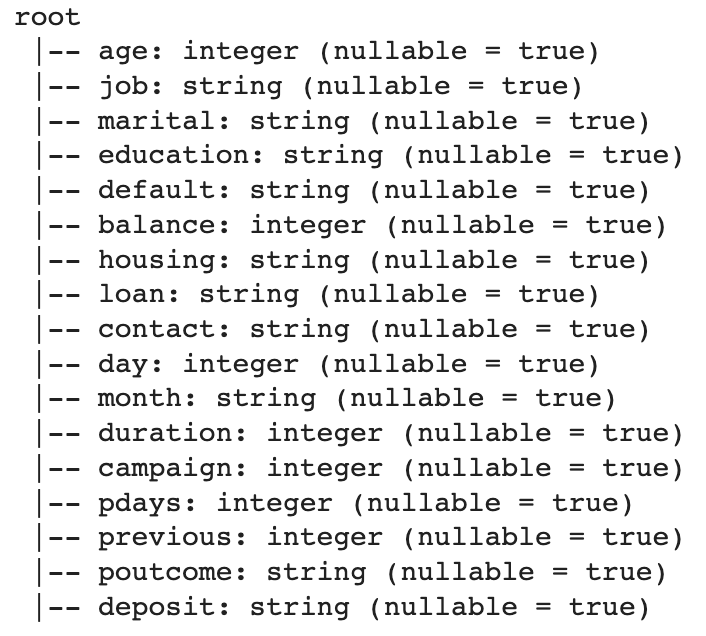 root
 |-- age: integer (nullable = true)
 |-- job: string (nullable = true)
 |-- marital: string (nullable = true)
 |-- education: string (nullable = true)
 |-- default: string (nullable = true)
 |-- balance: integer (nullable = true)
 |-- housing: string (nullable = true)
 |-- loan: string (nullable = true)
 |-- contact: string (nullable = true)
 |-- day: integer (nullable = true)
 |-- month: string (nullable = true)
 |-- duration: integer (nullable = true)
 |-- campaign: integer (nullable = true)
 |-- pdays: integer (nullable = true)
 |-- previous: integer (nullable = true)
 |-- poutcome: string (nullable = true)
 |-- deposit: string (nullable = true)